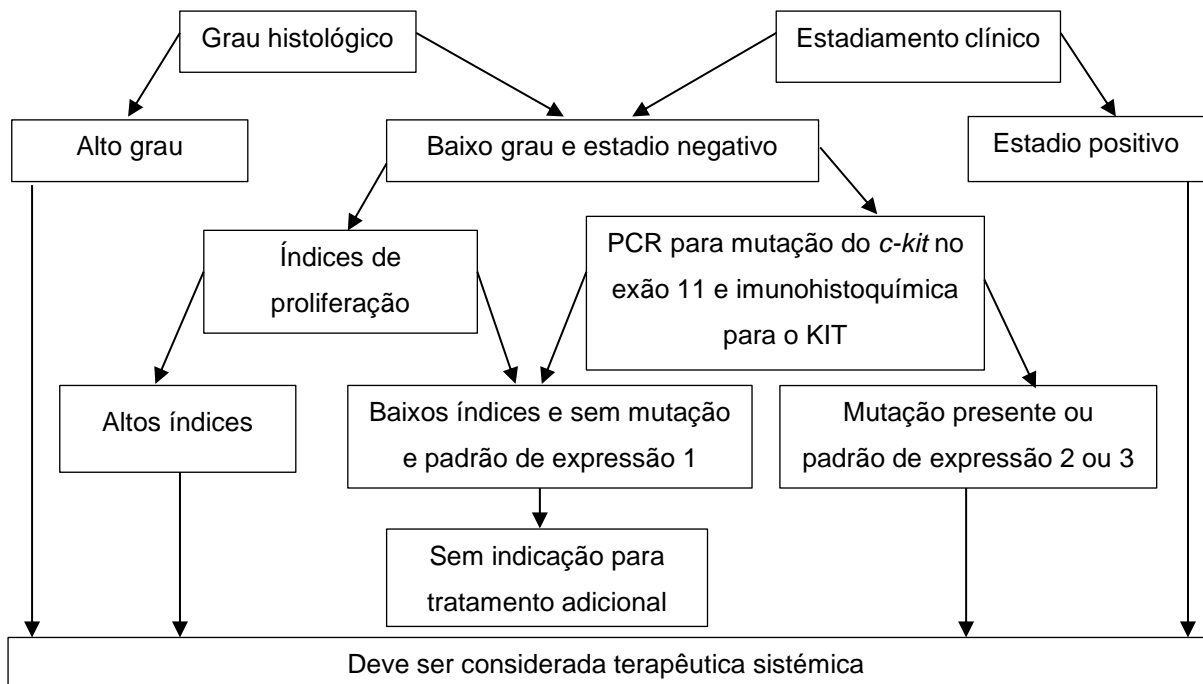 Grau histológico
Estadiamento clínico
Alto grau
Baixo grau e estadio negativo
Estadio positivo
Índices de
proliferação
PCR para mutação do c-kit no
exão 11 e imunohistoquímica
para o KIT
Altos índices
Baixos índices e sem mutação
e padrão de expressão 1
Mutação presente ou
padrão de expressão 2 ou 3
Sem indicação para
tratamento adicional
Deve ser considerada terapêutica sistémica